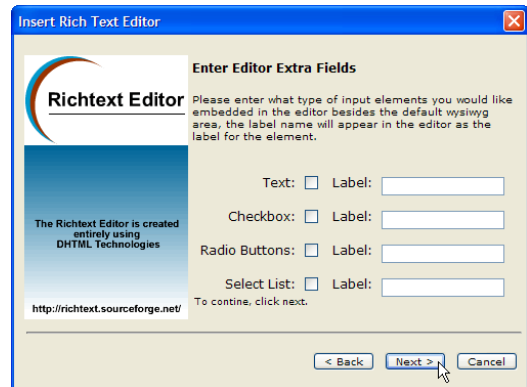 Insert Rich Text Editor
Richtext Editor
The Richtext Editor is created
entirely using
DHTML Technologies
http://richtext.sourceforge.net/
Enter Editor Extra Fields
Please enter what type of input elements you would like
embedded in the editor besides the default wysiwyg
area, the label name will appear in the editor as the
label for the element.
Text: Label:
Checkbox: Label:
Radio Buttons: Label:
Select List: Label:
To contine, click next.
< Back Next > Cancel